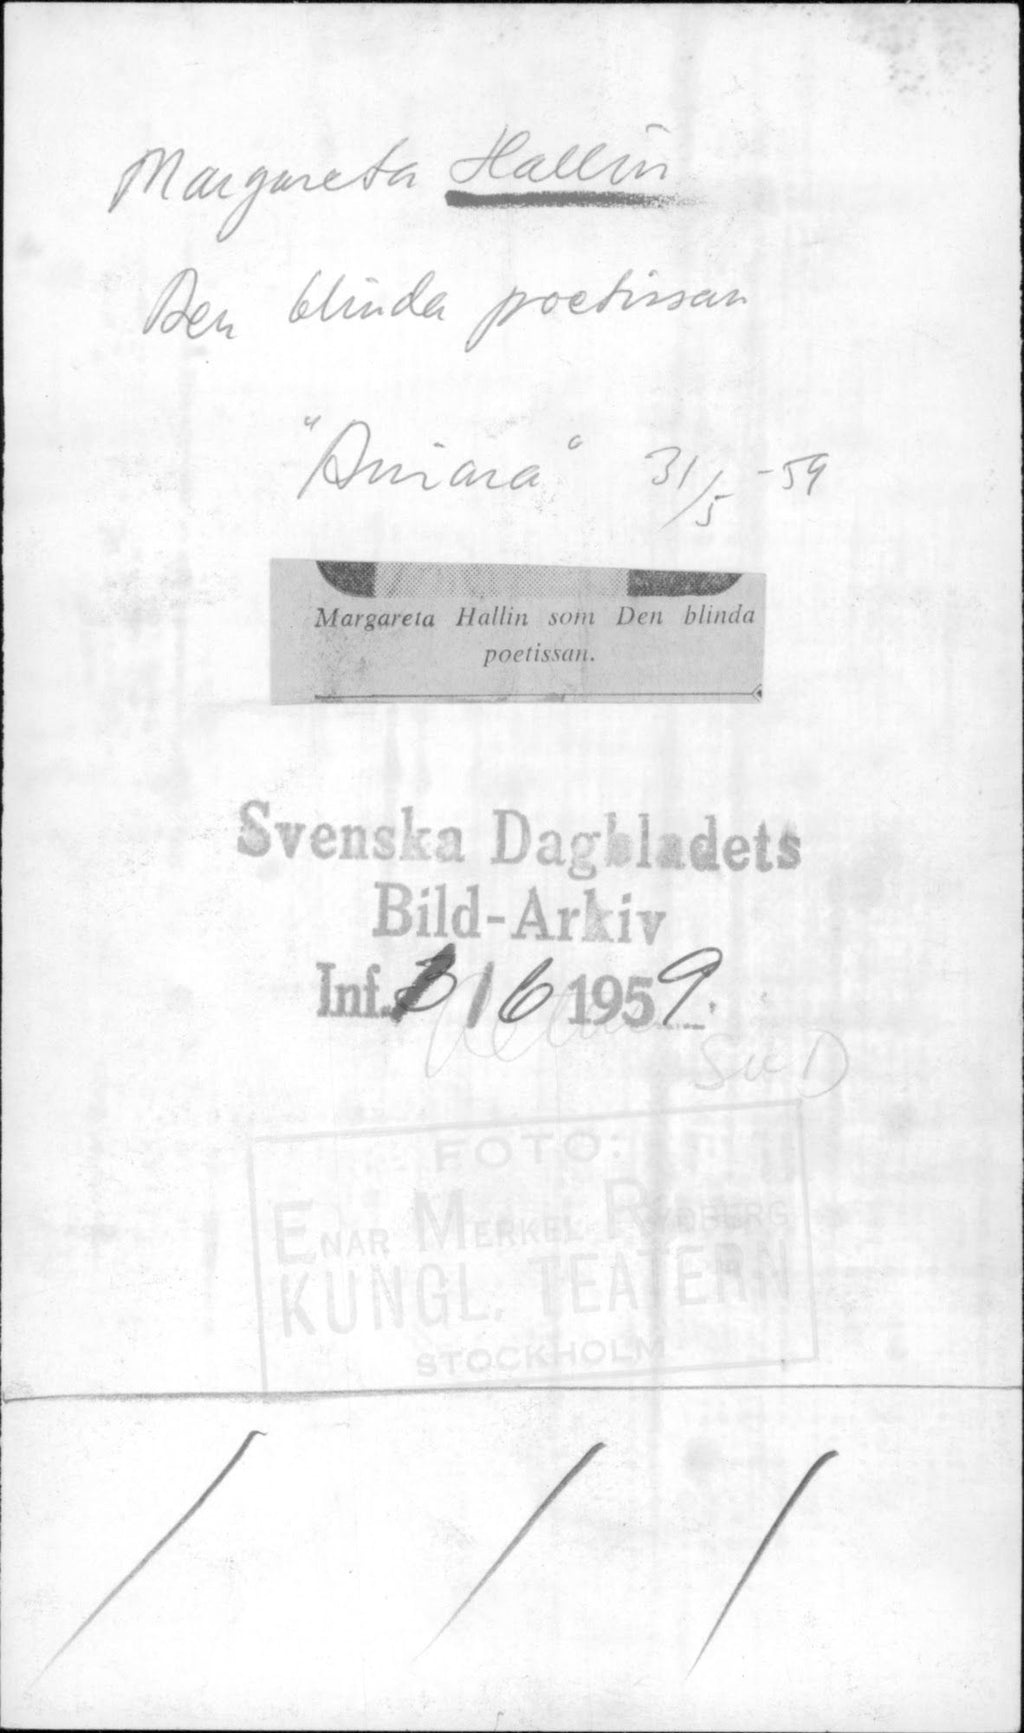 Margareta Hallin
Den blinda poetissan
"Aniara" 31/5 -59
Margareta Hallin som Den blinda
poetissan.
Svenska Dagbladets
Bild-Arkiv
Inf. 1/6 1959.
SvD
FOTO:
ENAR MERKEL RYDBERG
KUNGL. TEATERN
STOCKHOLM